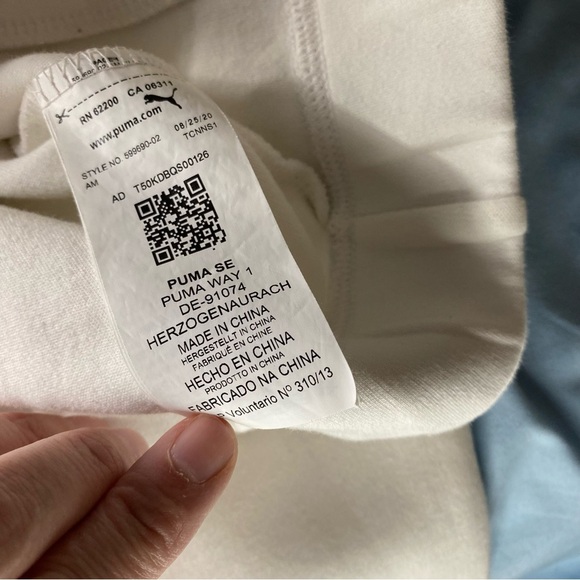 RN 62200 CA 06311
www.puma.com 08/25/20
STYLE NO. 599690-02 TCNNS1
AM
AD T50KDBQS00126
PUMA SE
PUMA WAY 1
DE-91074
HERZOGENAURACH
MADE IN CHINA
HERGESTELLT IN CHINA
FABRIQUÉ EN CHINE
HECHO EN CHINA
PRODOTTO IN CHINA
FABRICADO NA CHINA
Voluntario Nº 310/13